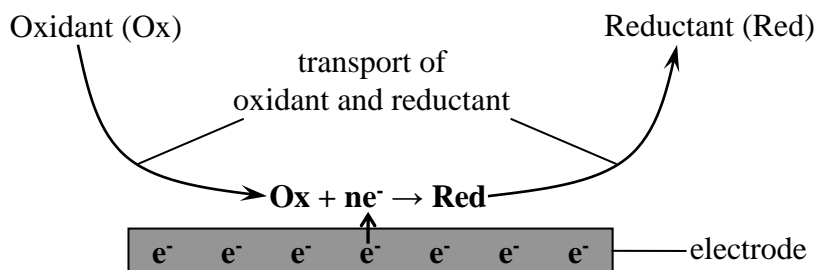 Oxidant (Ox)
Reductant (Red)
transport of
oxidant and reductant
Ox + ne⁻ → Red
e⁻ e⁻ e⁻ e⁻ e⁻ e⁻ e⁻
electrode